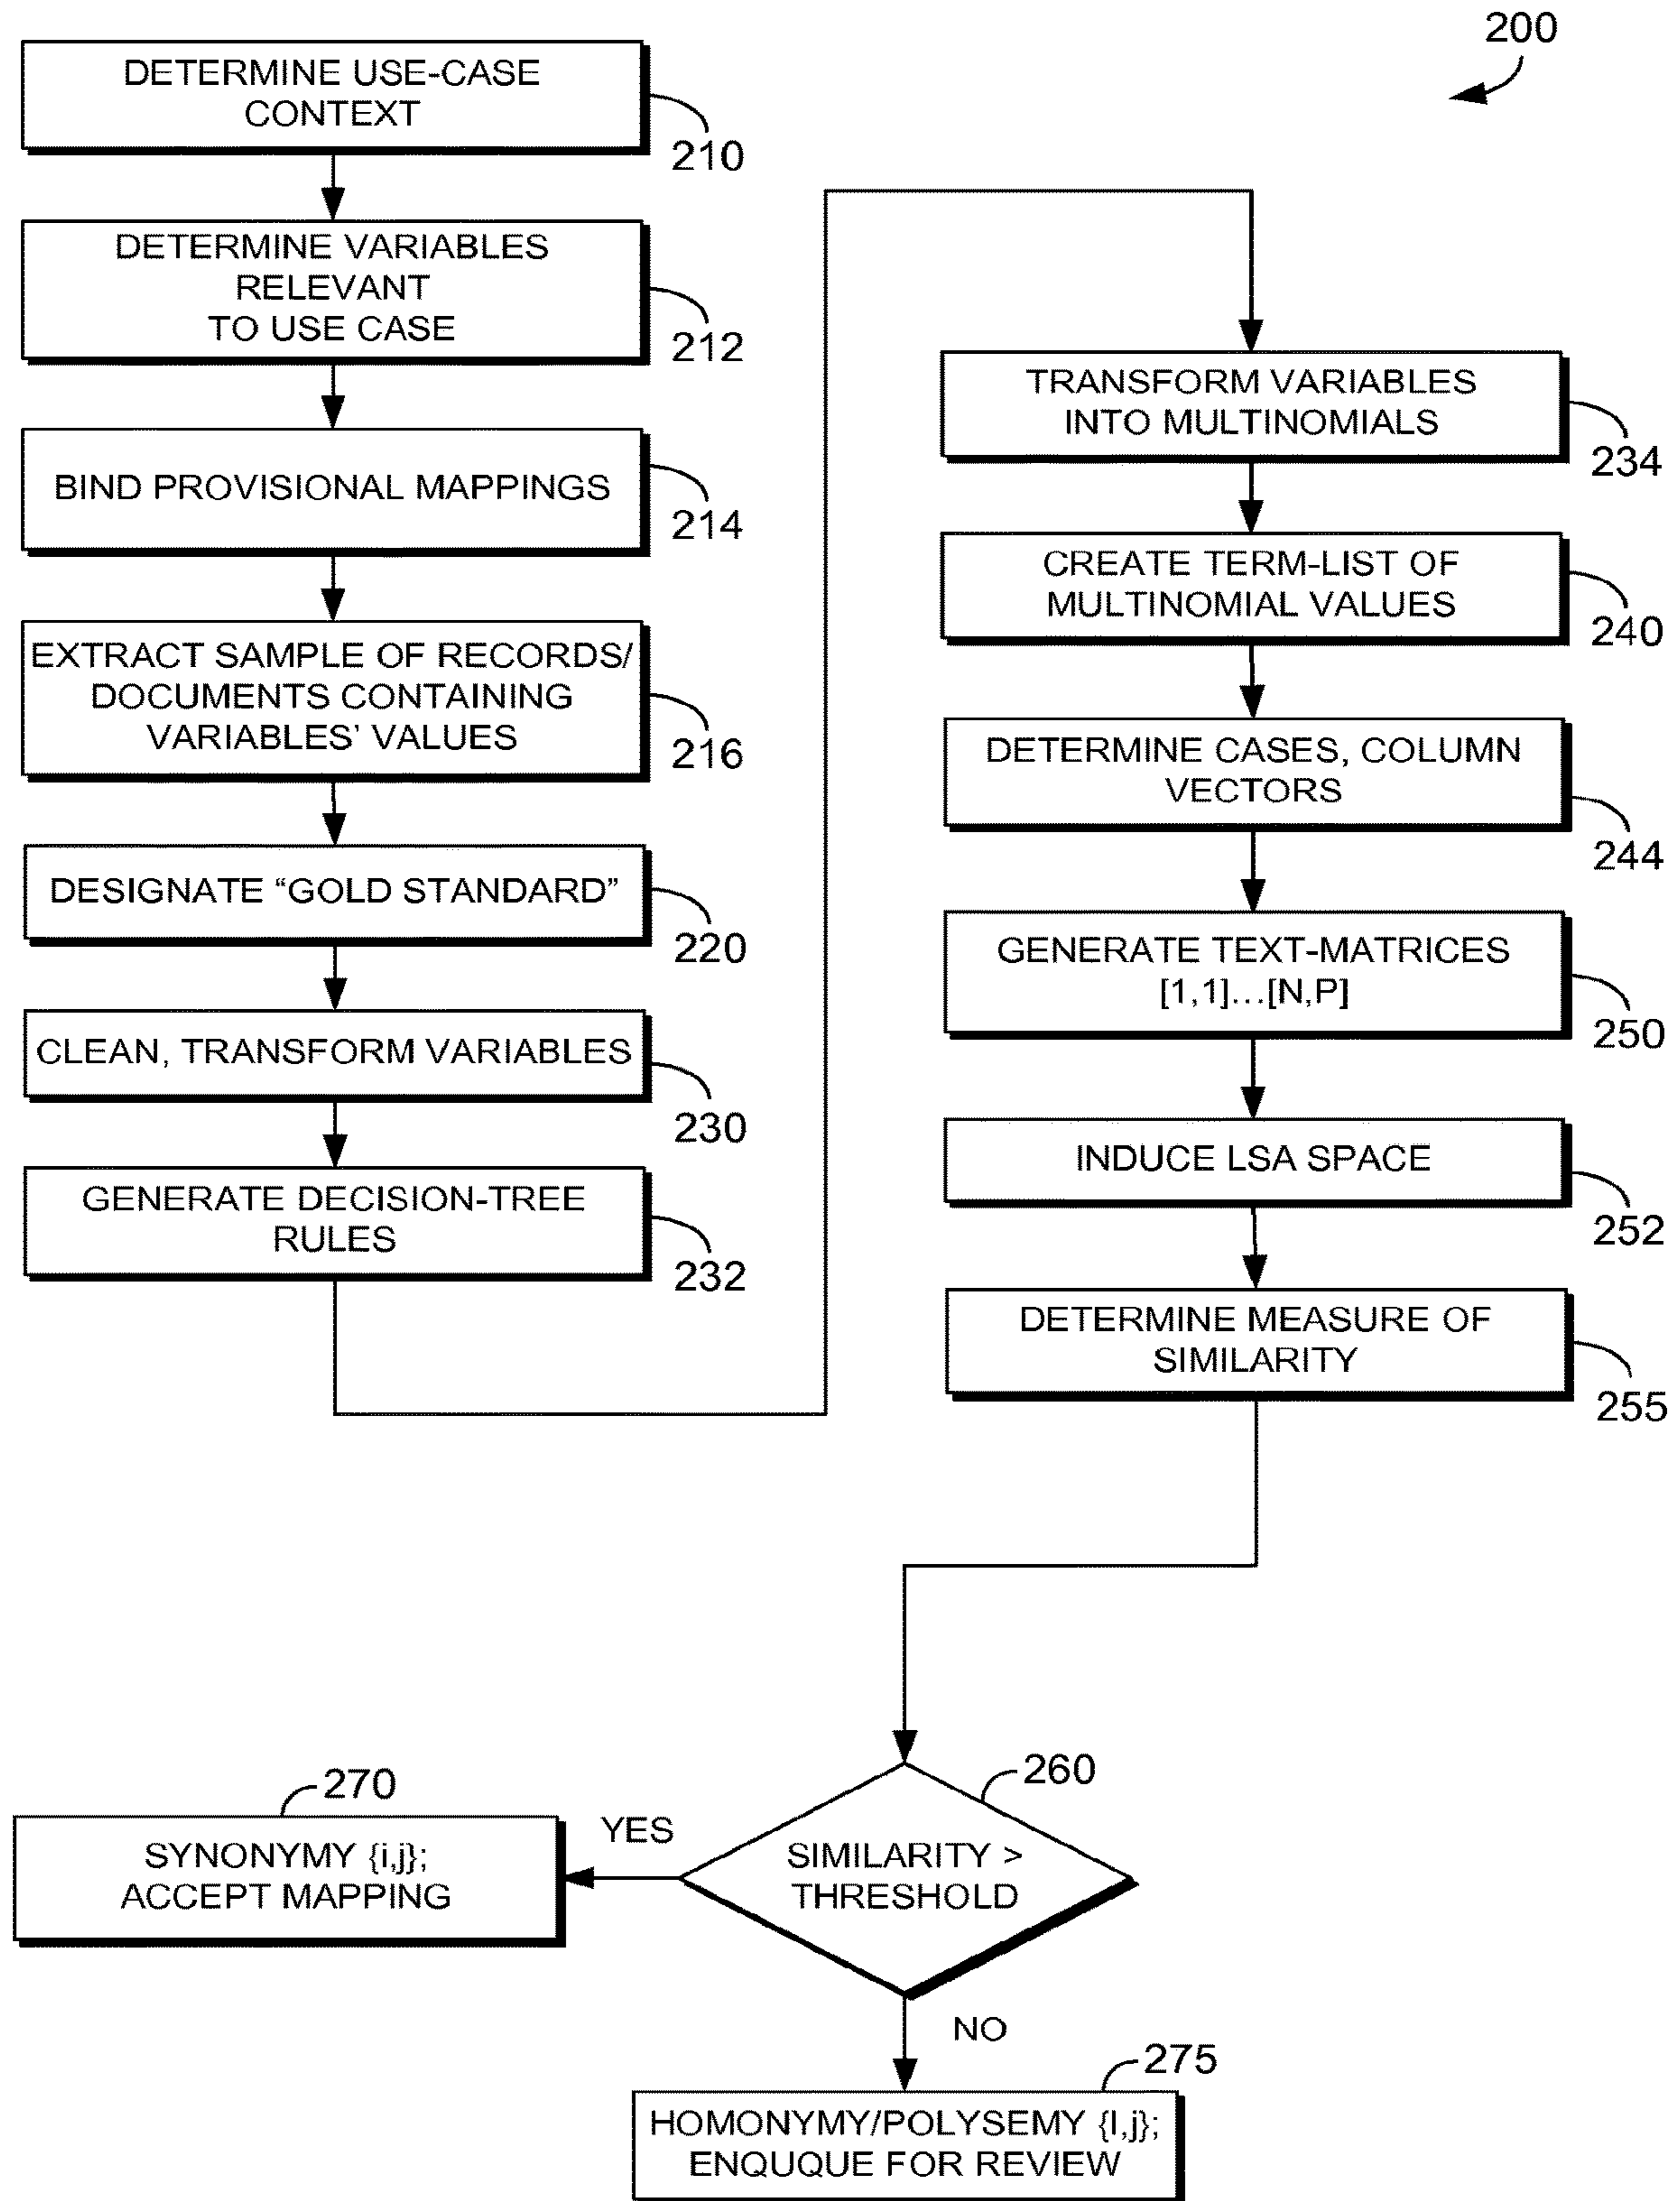 200
DETERMINE USE-CASE
CONTEXT
210
DETERMINE VARIABLES
RELEVANT
TO USE CASE
212
BIND PROVISIONAL MAPPINGS
214
EXTRACT SAMPLE OF RECORDS/
DOCUMENTS CONTAINING
VARIABLES' VALUES
216
DESIGNATE “GOLD STANDARD”
220
CLEAN, TRANSFORM VARIABLES
230
GENERATE DECISION-TREE
RULES
232
TRANSFORM VARIABLES
INTO MULTINOMIALS
234
CREATE TERM-LIST OF
MULTINOMIAL VALUES
240
DETERMINE CASES, COLUMN
VECTORS
244
GENERATE TEXT-MATRICES
[1,1]...[N,P]
250
INDUCE LSA SPACE
252
DETERMINE MEASURE OF
SIMILARITY
255
260
SIMILARITY >
THRESHOLD
YES
270
SYNONYMY {i,j};
ACCEPT MAPPING
NO
275
HOMONYMY/POLYSEMY {I,j};
ENQUQUE FOR REVIEW